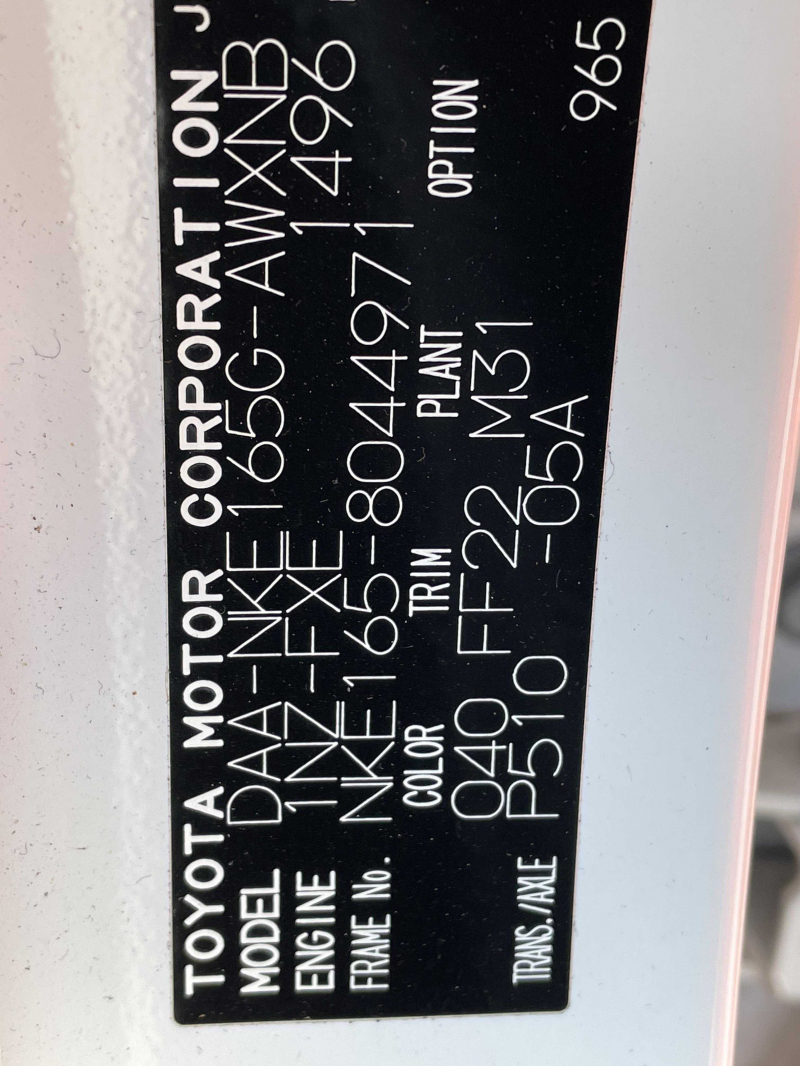 TOYOTA MOTOR CORPORATION J
MODEL DAA-NKE165G-AWXNB
ENGINE 1NZ-FXE 1496
FRAME No. NKE165-8044971
COLOR TRIM PLANT OPTION
040 FF22 M31
TRANS./AXLE P510 -05A
965